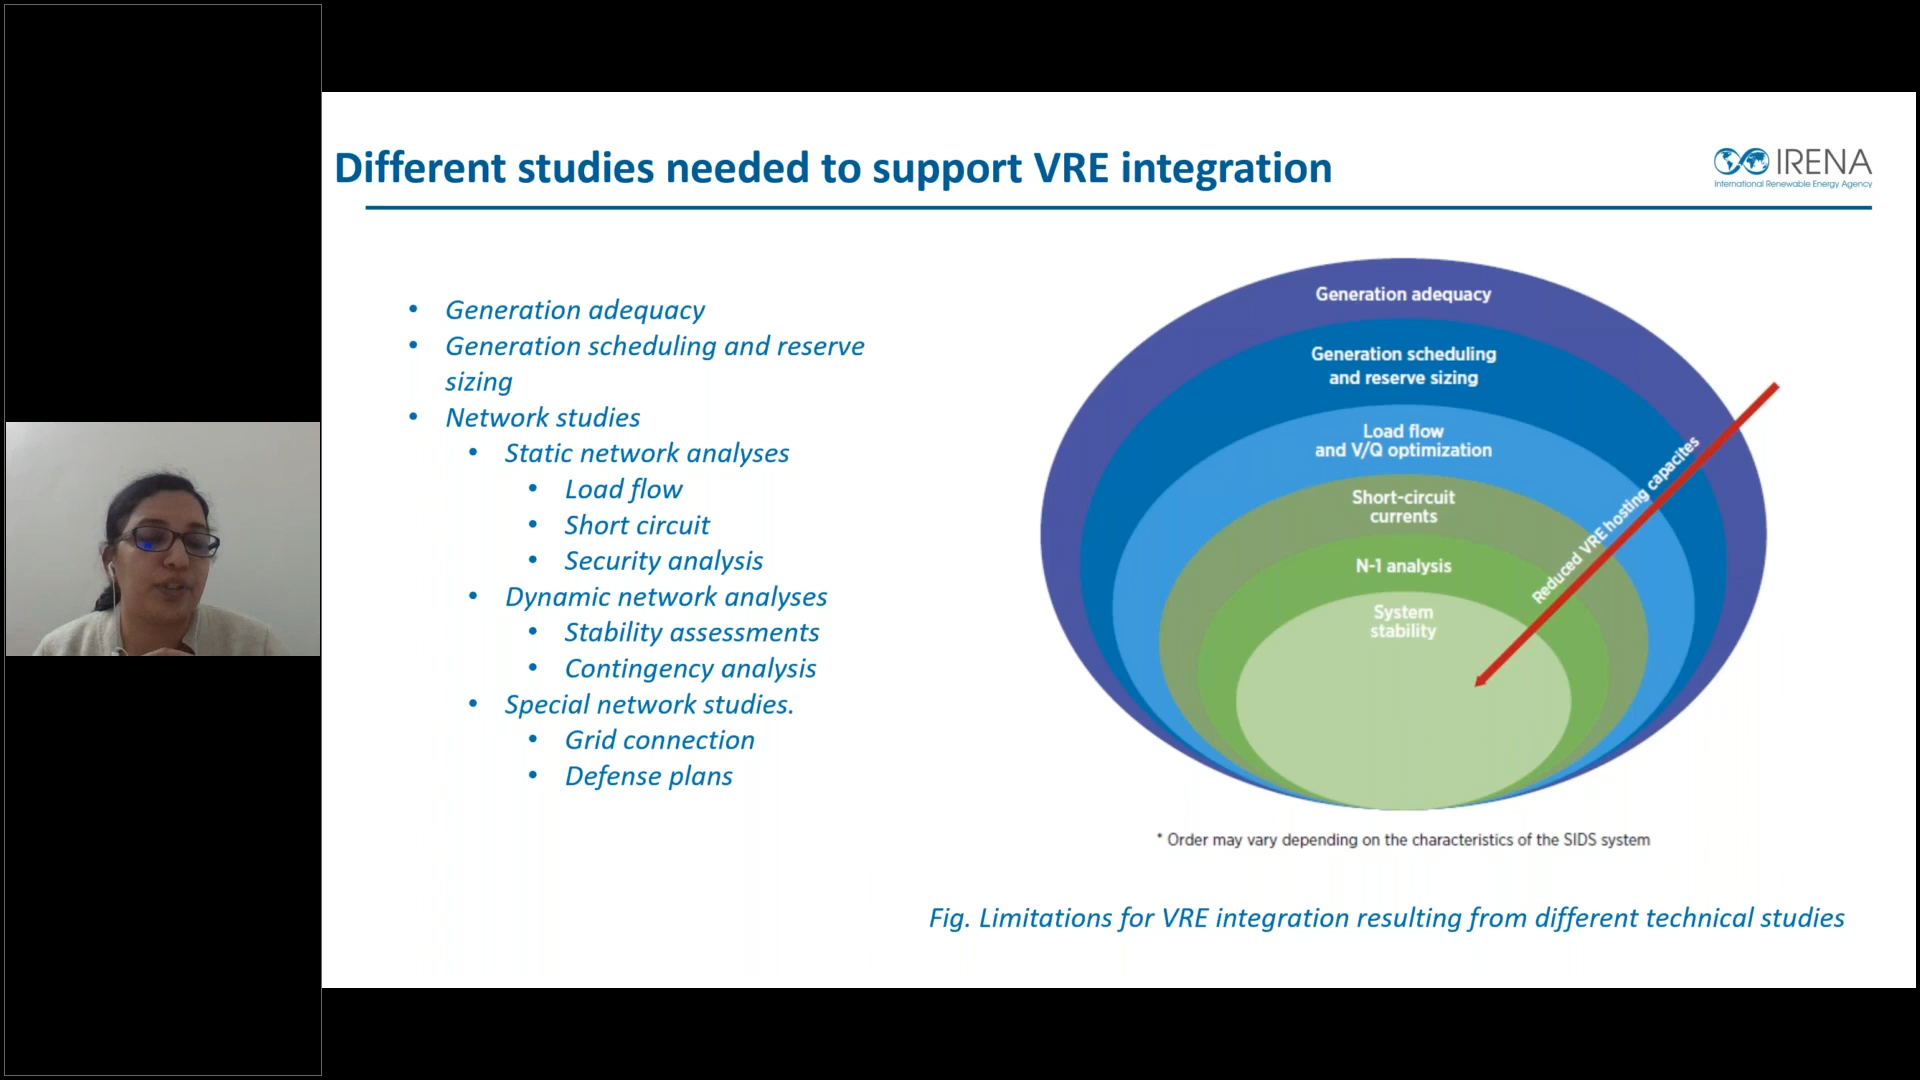 Different studies needed to support VRE integration
IRENA
International Renewable Energy Agency
• Generation adequacy
• Generation scheduling and reserve
sizing
• Network studies
• Static network analyses
• Load flow
• Short circuit
• Security analysis
• Dynamic network analyses
• Stability assessments
• Contingency analysis
• Special network studies.
• Grid connection
• Defense plans
Generation adequacy
Generation scheduling
and reserve sizing
Load flow
and V/Q optimization
Short-circuit
currents
N-1 analysis
System
stability
Reduced VRE hosting capacites
* Order may vary depending on the characteristics of the SIDS system
Fig. Limitations for VRE integration resulting from different technical studies